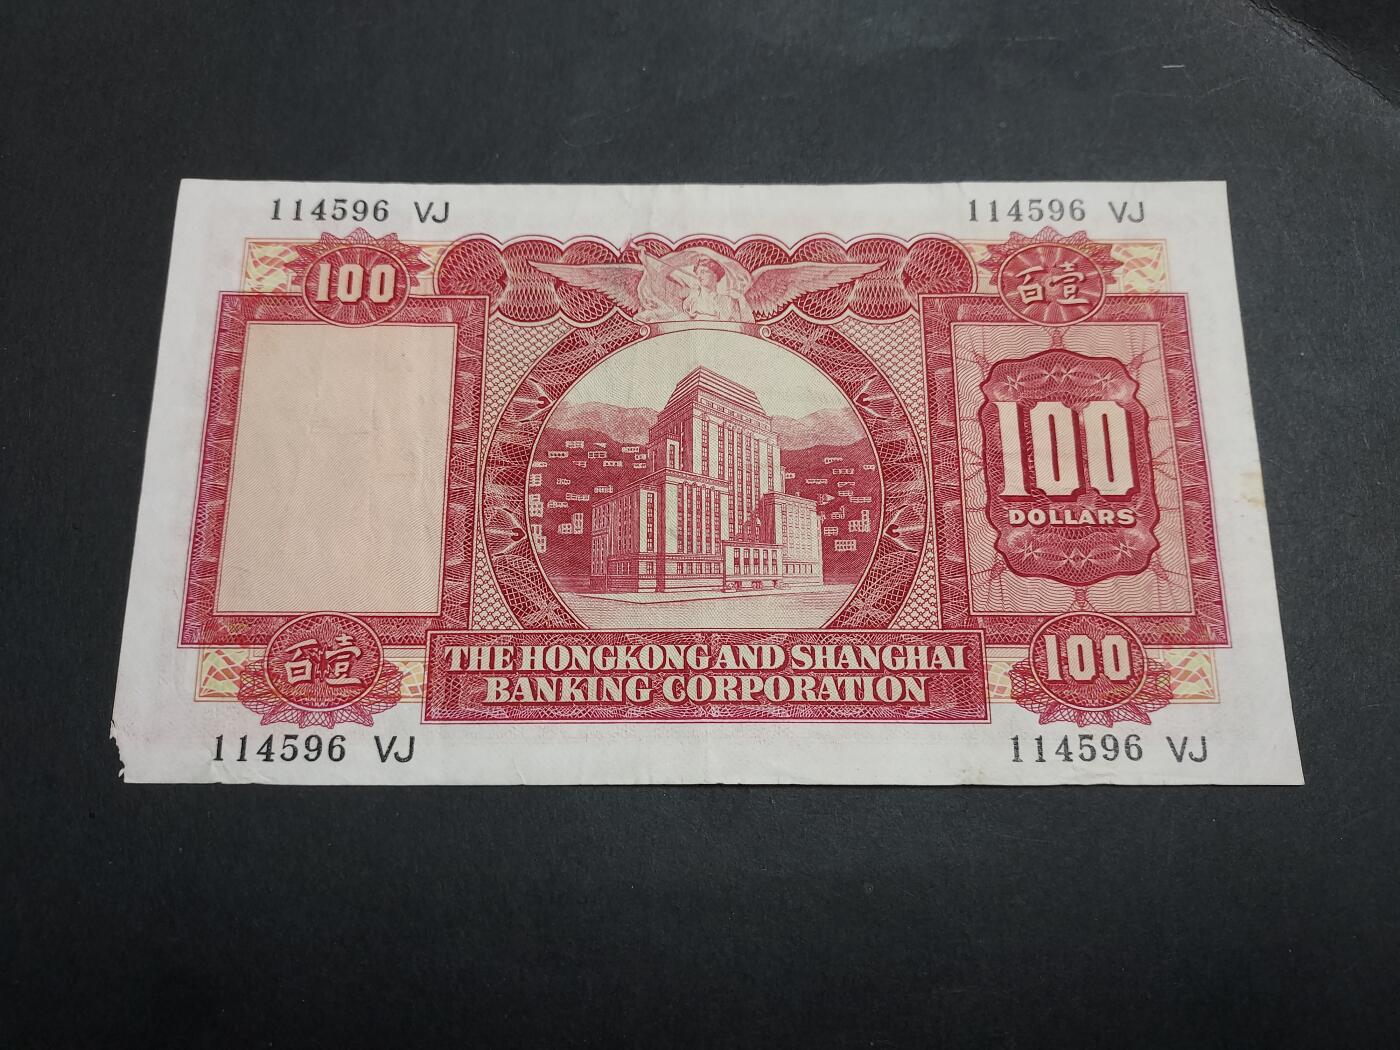 114596 VJ
114596 VJ
100
百壹
100
DOLLARS
百壹
THE HONGKONG AND SHANGHAI
BANKING CORPORATION
100
114596 VJ
114596 VJ